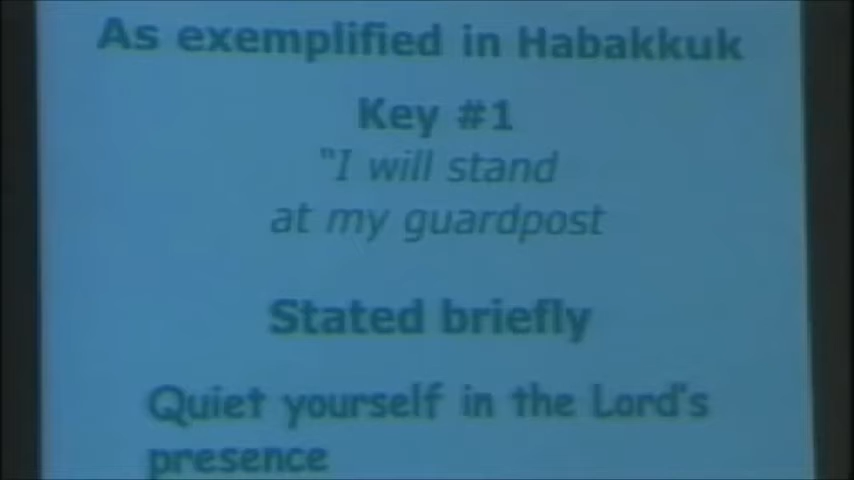 As exemplified in Habakkuk
Key #1
"I will stand
at my guardpost
Stated briefly
Quiet yourself in the Lord's
presence